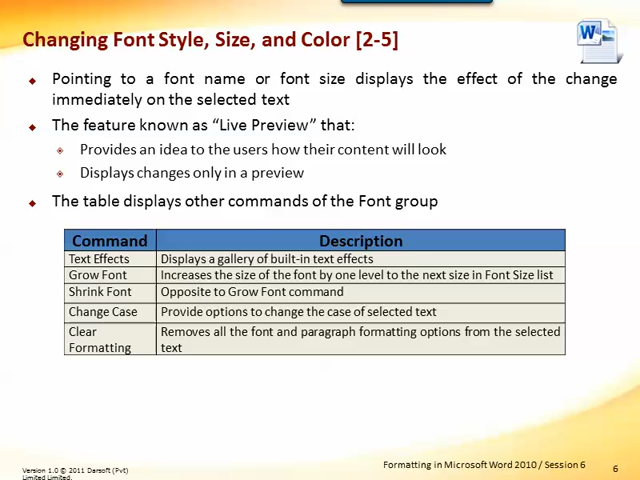 Changing Font Style, Size, and Color [2-5]
W
Pointing to a font name or font size displays the effect of the change
immediately on the selected text
The feature known as “Live Preview” that:
Provides an idea to the users how their content will look
Displays changes only in a preview
The table displays other commands of the Font group
Command Description
Text Effects Displays a gallery of built-in text effects
Grow Font Increases the size of the font by one level to the next size in Font Size list
Shrink Font Opposite to Grow Font command
Change Case Provide options to change the case of selected text
Clear Removes all the font and paragraph formatting options from the selected
Formatting text
Version 1.0 © 2011 Darsoft (Pvt)
Limited Limited.
Formatting in Microsoft Word 2010 / Session 6
6